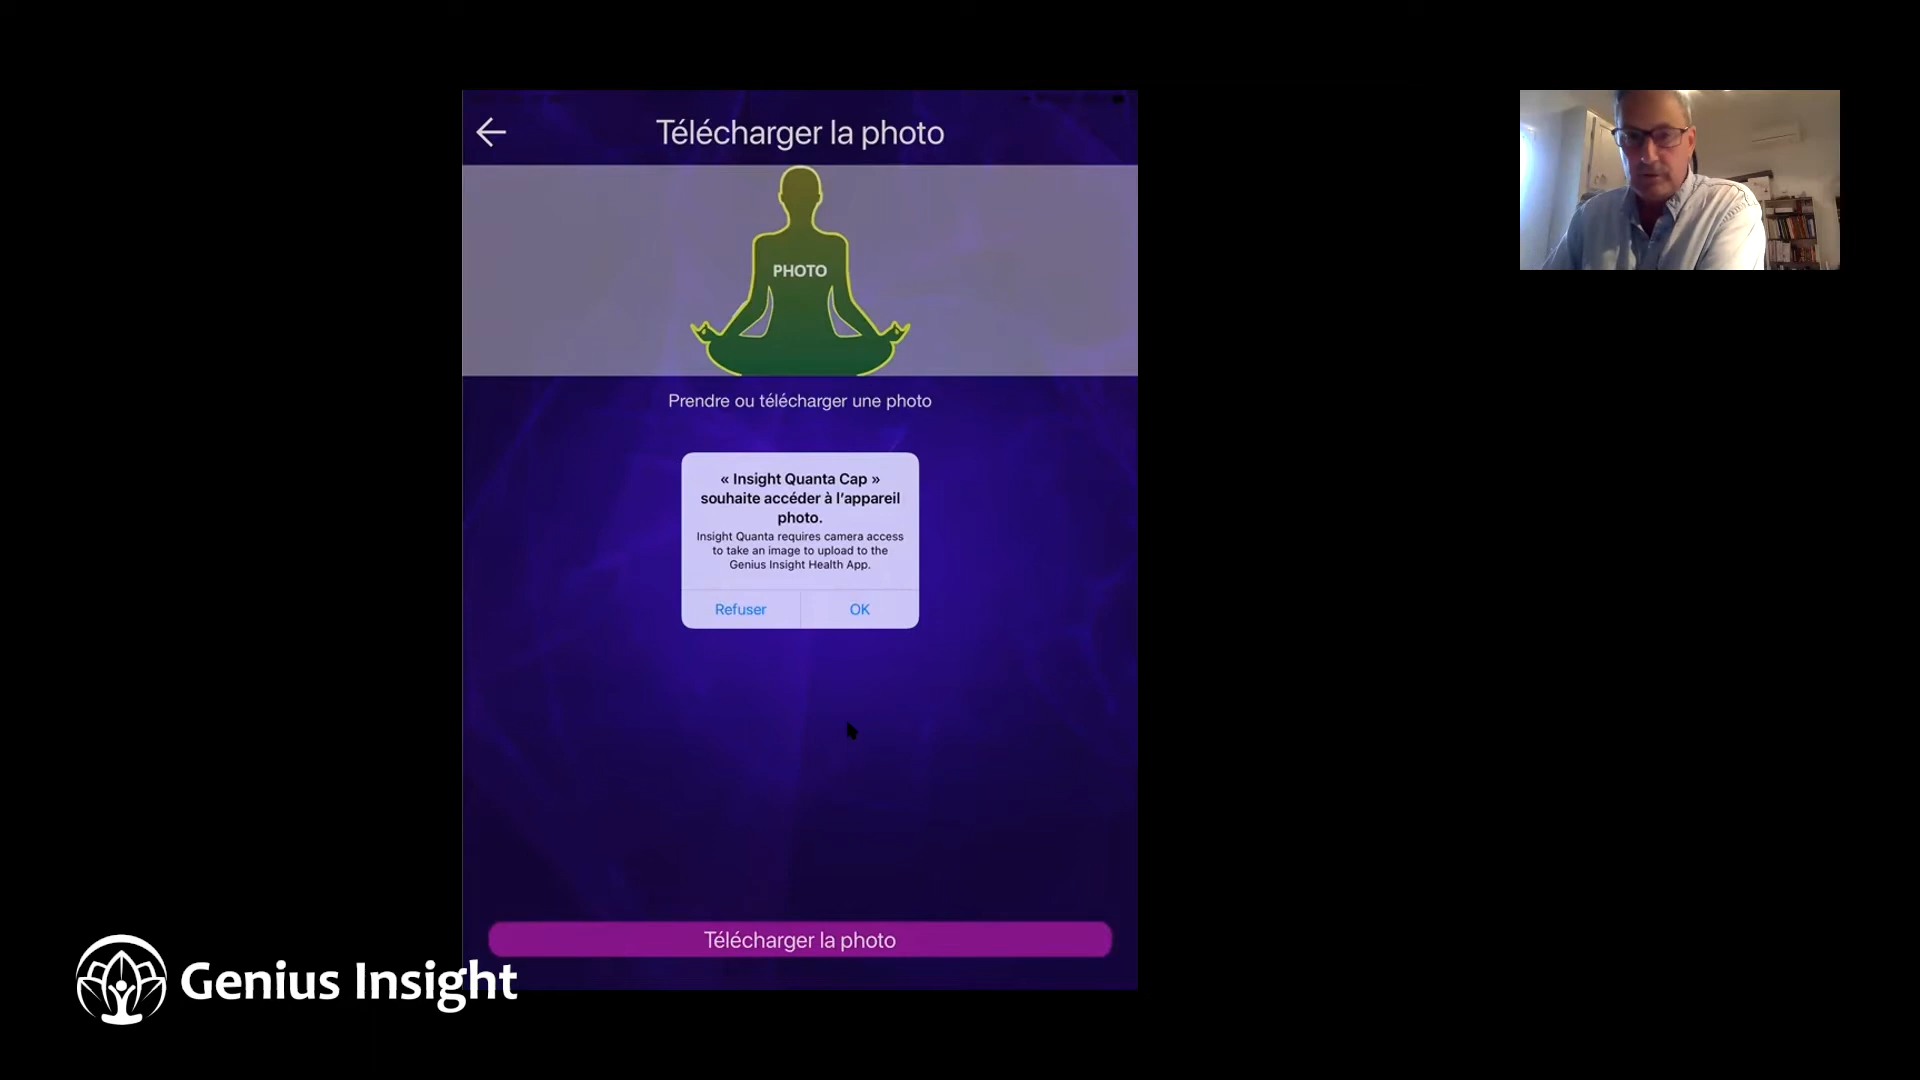 Télécharger la photo
PHOTO
Prendre ou télécharger une photo
« Insight Quanta Cap »
souhaite accéder à l’appareil
photo.
Insight Quanta requires camera access
to take an image to upload to the
Genius Insight Health App.
Refuser
OK
Télécharger la photo
Genius Insight